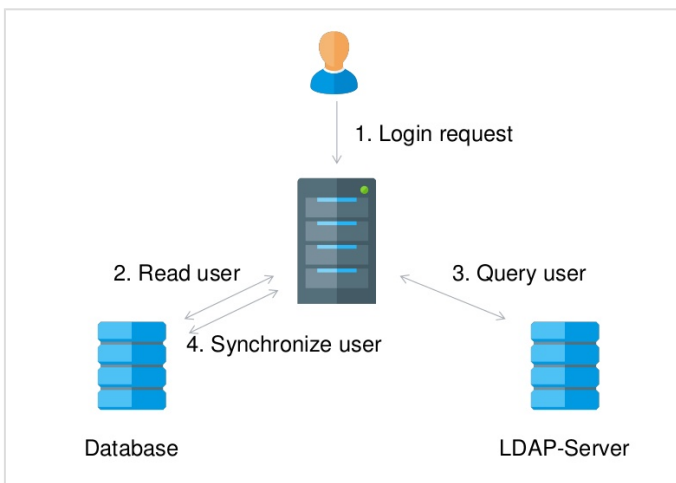 1. Login request
2. Read user
3. Query user
4. Synchronize user
Database
LDAP-Server